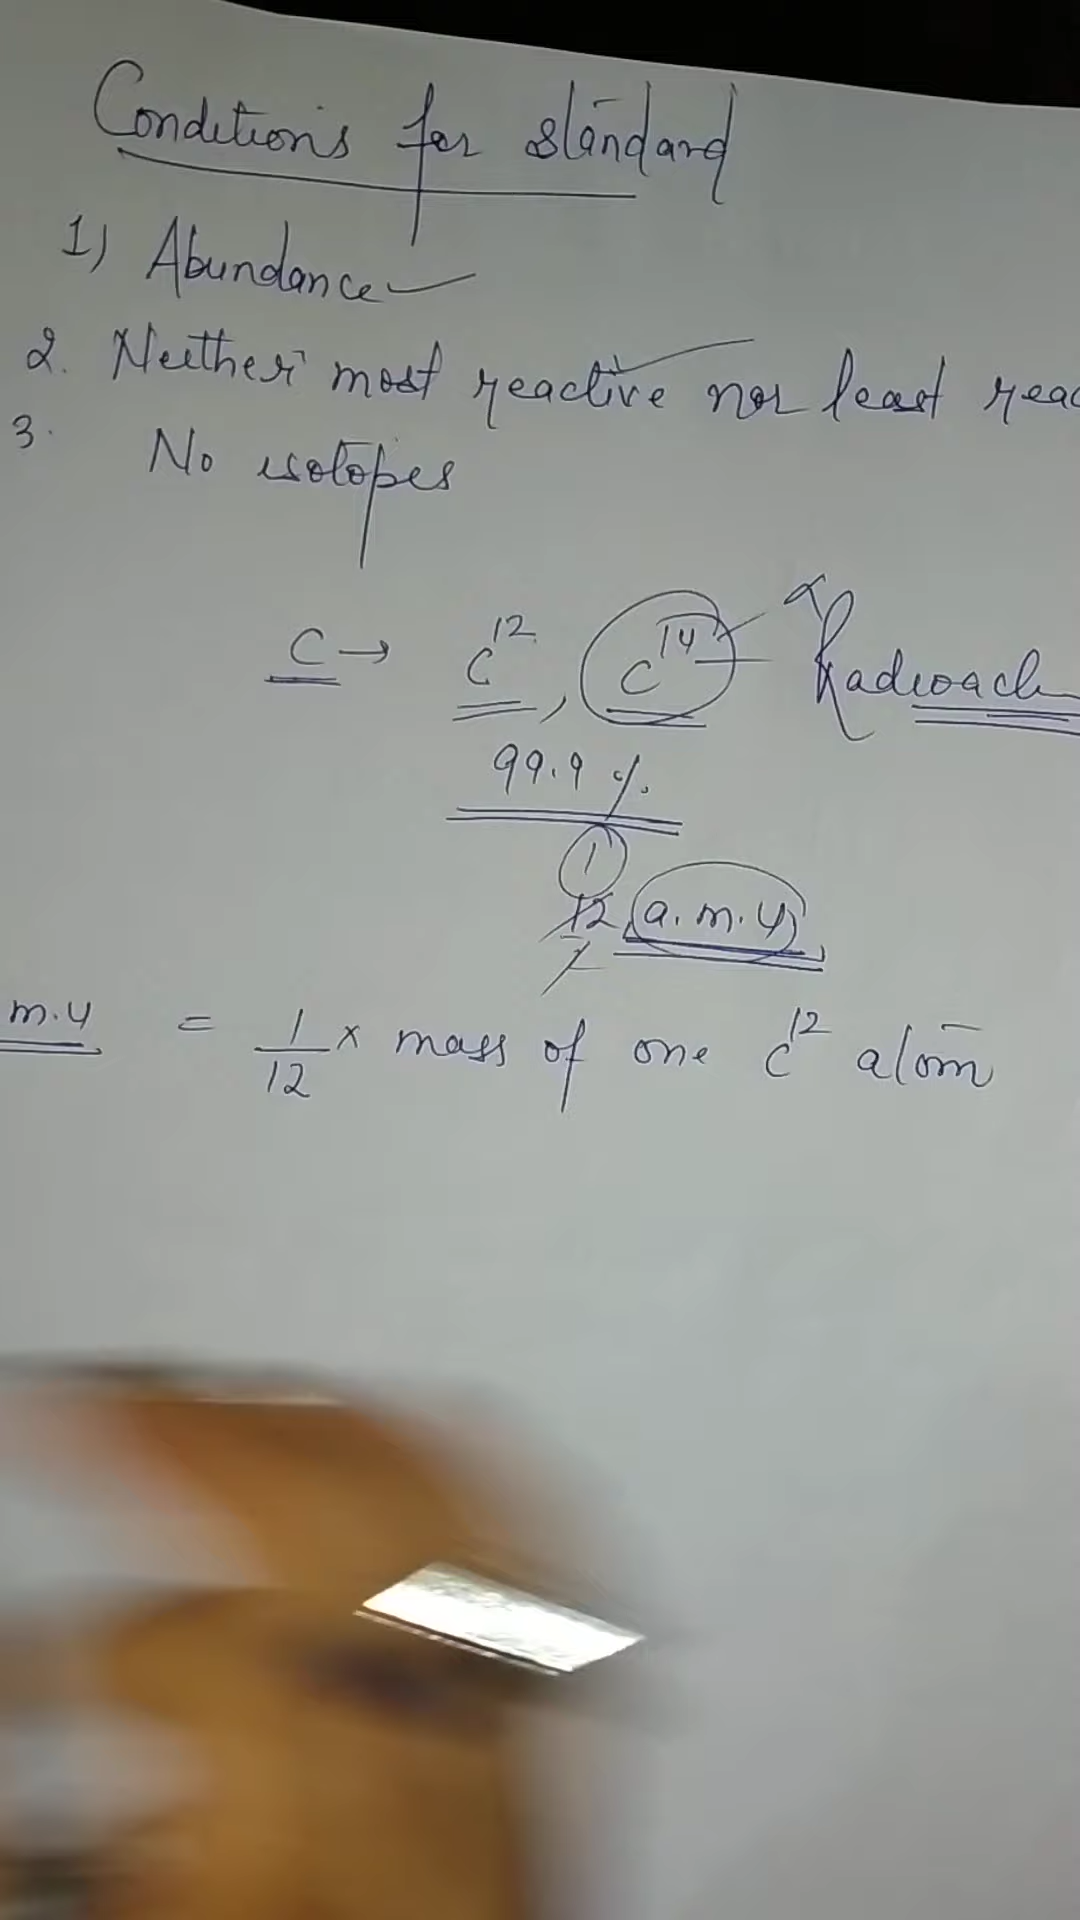 Conditions for standard
1) Abundance
2. Neither most reactive nor least reac
3. No isotopes
C → C¹², C¹⁴ Radioact
99.9 %
1
12 a.m.u
m.u = 1/12 × mass of one C¹² atom